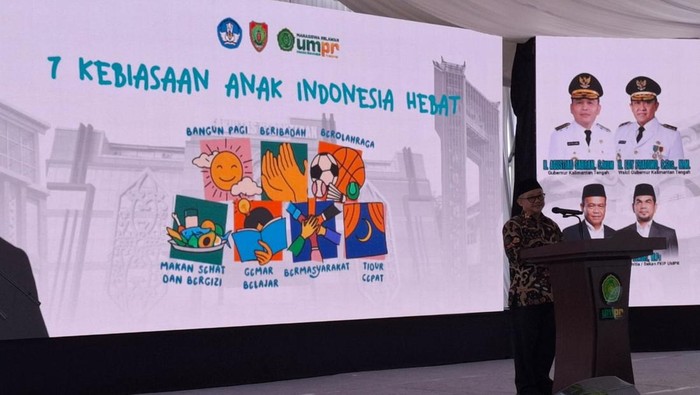 umpr
7 KEBIASAAN ANAK INDONESIA HEBAT
BANGUN PAGI
BERIBADAH
BEROLAHRAGA
MAKAN SEHAT
DAN BERGIZI
GEMAR
BELAJAR
BERMASYARAKAT
TIDUR
CEPAT
Gubernur Kalimantan Tengah
Wakil Gubernur Kalimantan Tengah
umpr